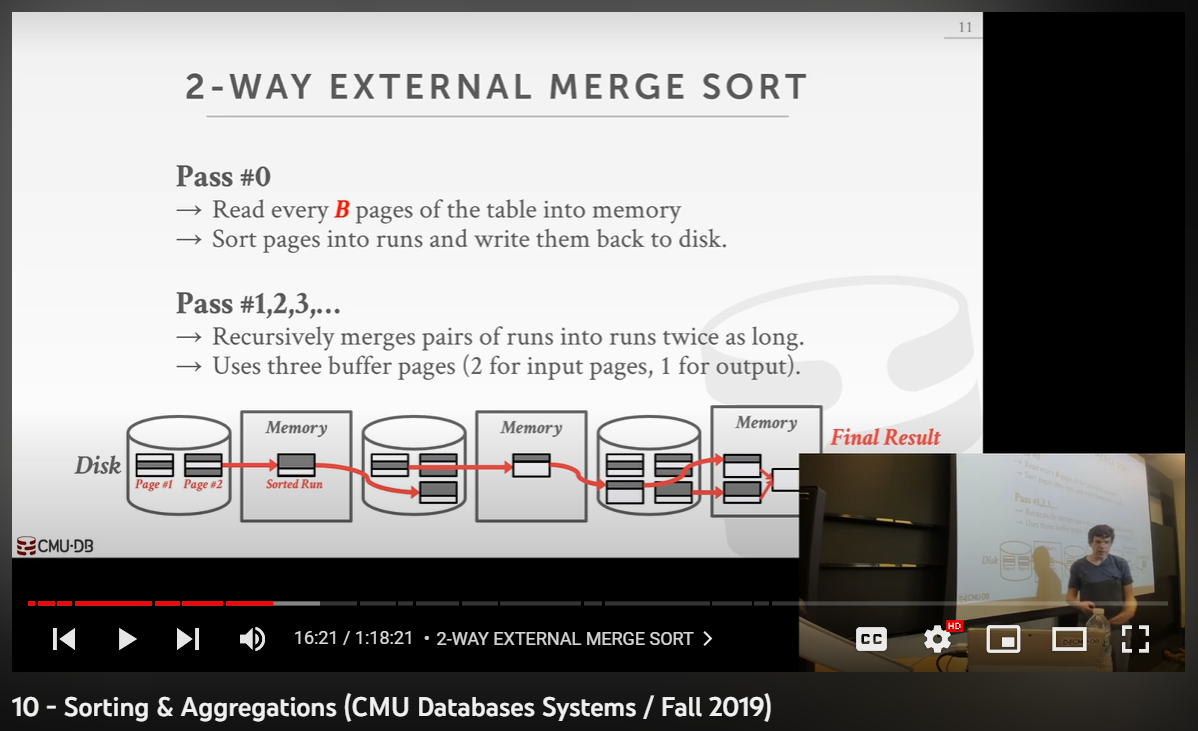 11
2-WAY EXTERNAL MERGE SORT
Pass #0
→ Read every B pages of the table into memory
→ Sort pages into runs and write them back to disk.
Pass #1,2,3,…
→ Recursively merges pairs of runs into runs twice as long.
→ Uses three buffer pages (2 for input pages, 1 for output).
Disk
Page #1
Page #2
Memory
Sorted Run
Memory
Memory
Final Result
CMU·DB
16:21 / 1:18:21 • 2-WAY EXTERNAL MERGE SORT
CC
HD
10 - Sorting & Aggregations (CMU Databases Systems / Fall 2019)